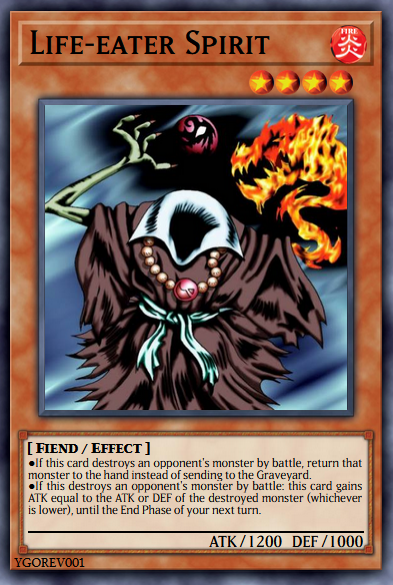 Life-eater Spirit
FIRE
炎
[ Fiend / Effect ]
●If this card destroys an opponent's monster by battle, return that
monster to the hand instead of sending to the Graveyard.
●If this destroys an opponent's monster by battle: this card gains
ATK equal to the ATK or DEF of the destroyed monster (whichever
is lower), until the End Phase of your next turn.
ATK/1200 DEF/1000
YGOREV001